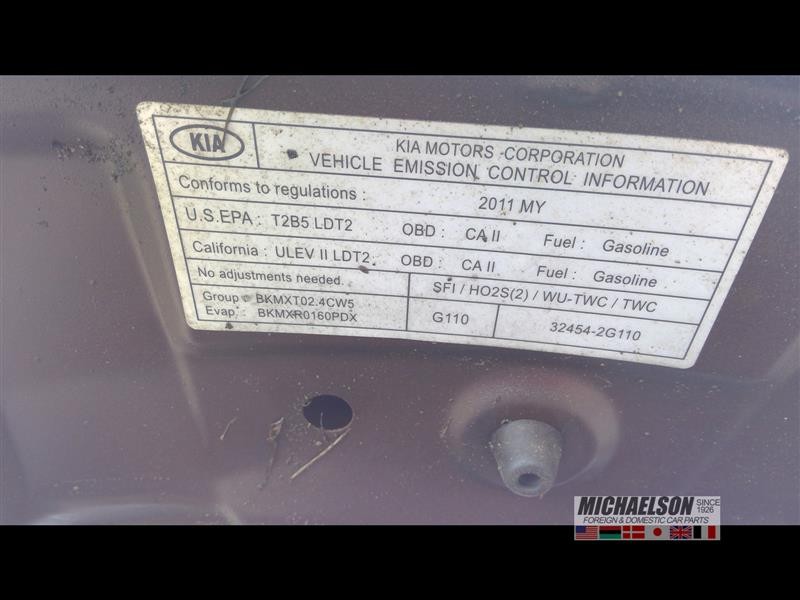 KIA
KIA MOTORS CORPORATION
VEHICLE EMISSION CONTROL INFORMATION
Conforms to regulations : 2011 MY
U.S.EPA : T2B5 LDT2 OBD : CA II Fuel : Gasoline
California : ULEV II LDT2 OBD : CA II Fuel : Gasoline
No adjustments needed. SFI / HO2S(2) / WU-TWC / TWC
Group : BKMXT02.4CW5
Evap. BKMXR0160PDX G110 32454-2G110
MICHAELSON SINCE 1926
FOREIGN & DOMESTIC CAR PARTS